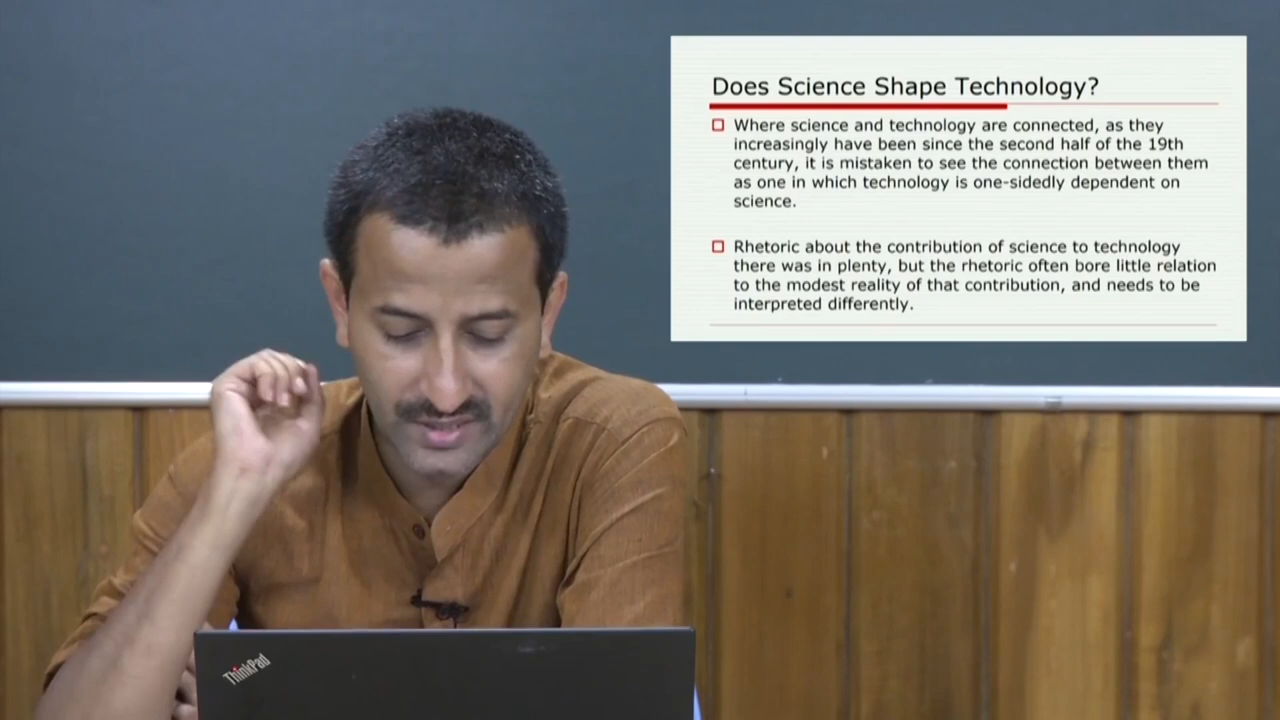 Does Science Shape Technology?
Where science and technology are connected, as they
increasingly have been since the second half of the 19th
century, it is mistaken to see the connection between them
as one in which technology is one-sidedly dependent on
science.
Rhetoric about the contribution of science to technology
there was in plenty, but the rhetoric often bore little relation
to the modest reality of that contribution, and needs to be
interpreted differently.
ThinkPad